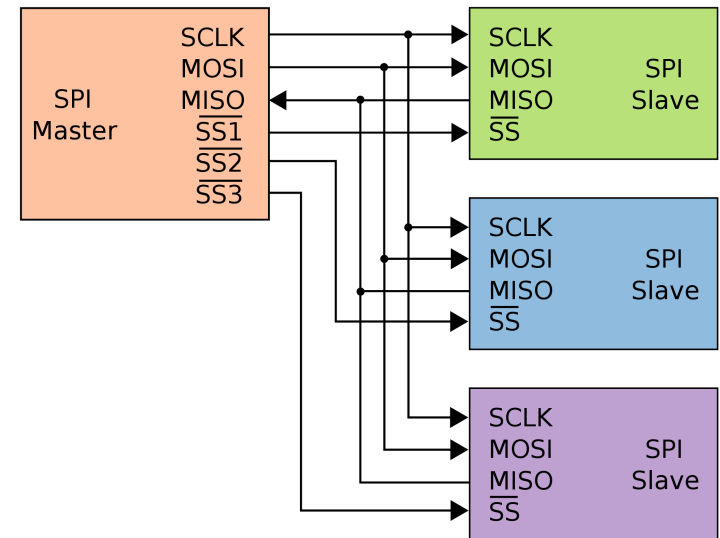 SPI
Master
SCLK
MOSI
MISO
SS1
SS2
SS3
SCLK
MOSI
MISO
SS
SPI
Slave
SCLK
MOSI
MISO
SS
SPI
Slave
SCLK
MOSI
MISO
SS
SPI
Slave